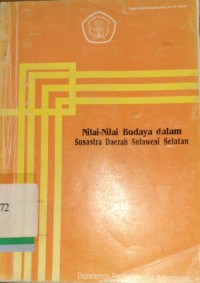 Nilai-Nilai Budaya dalam
Susastra Daerah Sulawesi Selatan
72
Departemen Pendidikan dan Kebudayaan